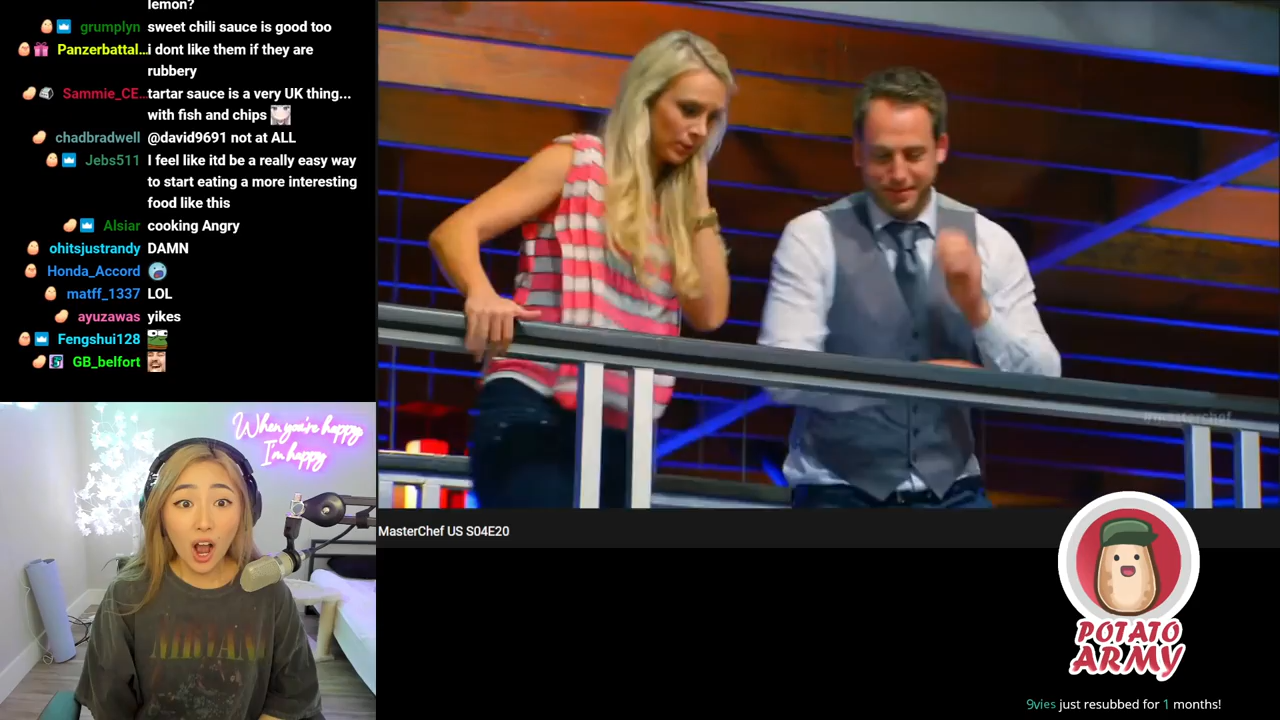 lemon?
grumplyn sweet chili sauce is good too
Panzerbattal... i dont like them if they are
rubbery
Sammie_CE... tartar sauce is a very UK thing...
with fish and chips
chadbradwell @david9691 not at ALL
Jebs511 I feel like itd be a really easy way
to start eating a more interesting
food like this
Alsiar cooking Angry
ohitsjustrandy DAMN
Honda_Accord
matff_1337 LOL
ayuzawas yikes
Fengshui128
GB_belfort
When you're happy
I'm happy
NIRVANA
#masterchef
MasterChef US S04E20
POTATO
ARMY
9vies just resubbed for 1 months!